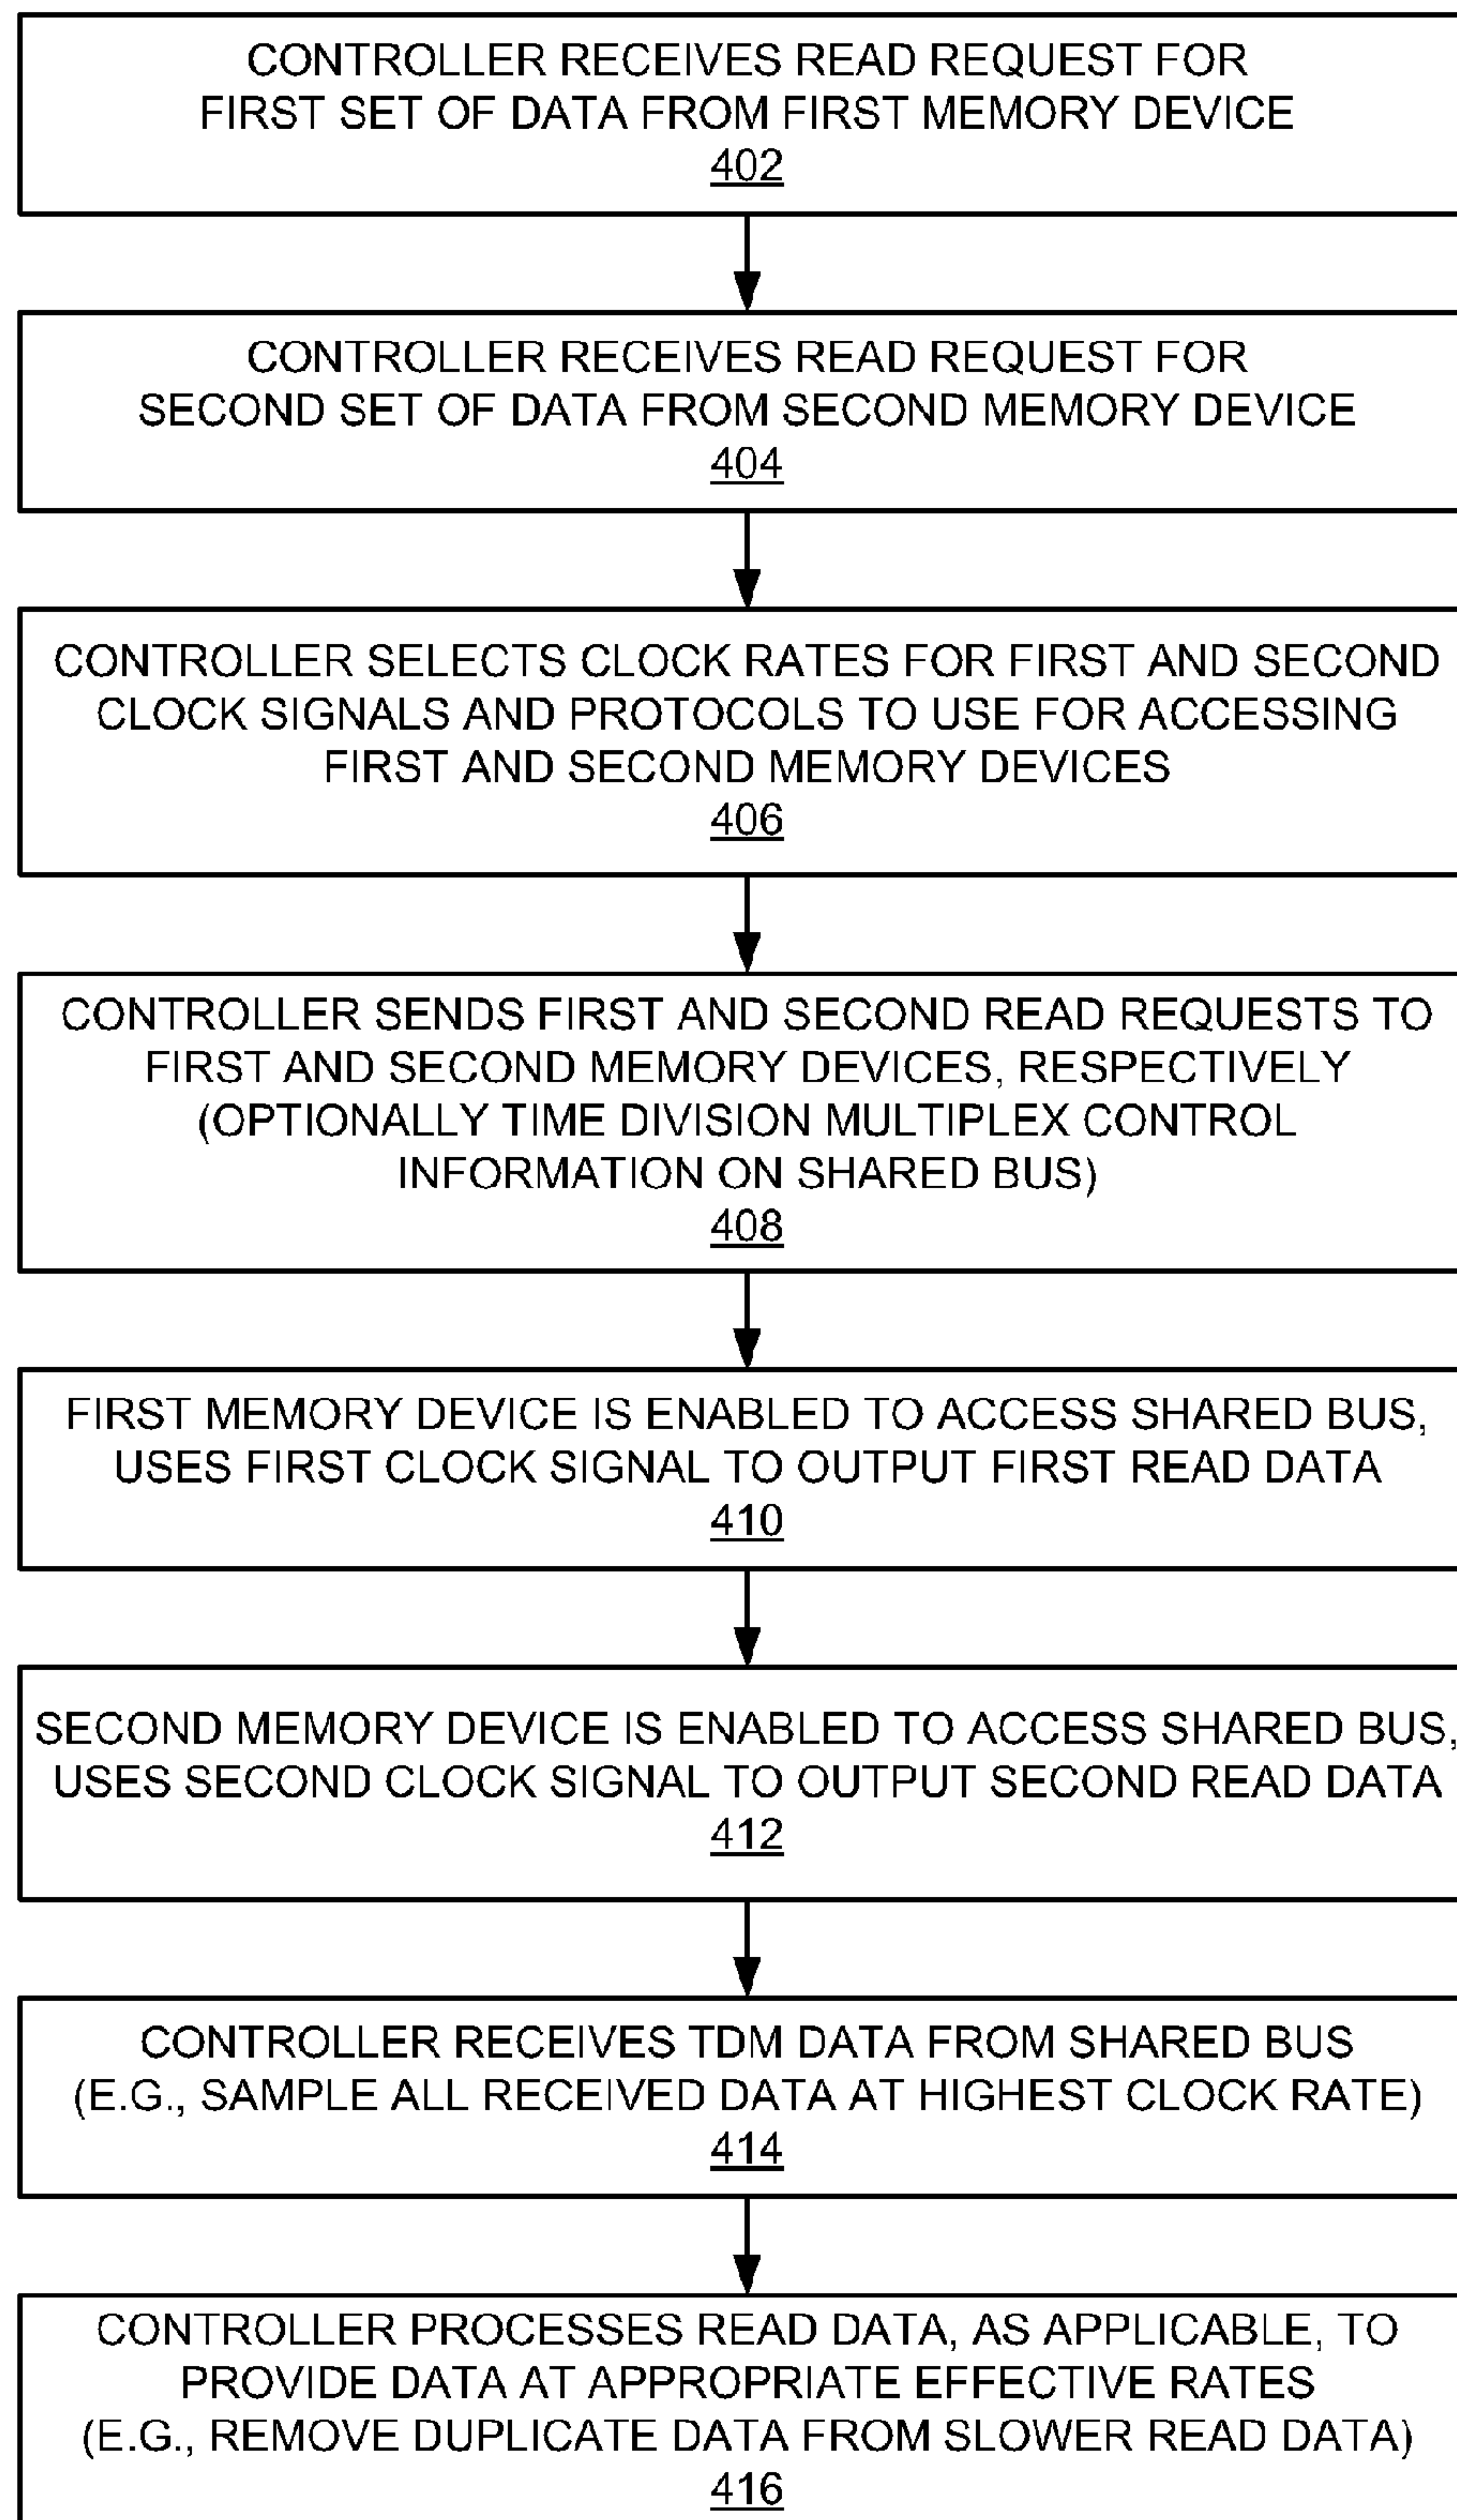 CONTROLLER RECEIVES READ REQUEST FOR
FIRST SET OF DATA FROM FIRST MEMORY DEVICE
402
CONTROLLER RECEIVES READ REQUEST FOR
SECOND SET OF DATA FROM SECOND MEMORY DEVICE
404
CONTROLLER SELECTS CLOCK RATES FOR FIRST AND SECOND
CLOCK SIGNALS AND PROTOCOLS TO USE FOR ACCESSING
FIRST AND SECOND MEMORY DEVICES
406
CONTROLLER SENDS FIRST AND SECOND READ REQUESTS TO
FIRST AND SECOND MEMORY DEVICES, RESPECTIVELY
(OPTIONALLY TIME DIVISION MULTIPLEX CONTROL
INFORMATION ON SHARED BUS)
408
FIRST MEMORY DEVICE IS ENABLED TO ACCESS SHARED BUS,
USES FIRST CLOCK SIGNAL TO OUTPUT FIRST READ DATA
410
SECOND MEMORY DEVICE IS ENABLED TO ACCESS SHARED BUS,
USES SECOND CLOCK SIGNAL TO OUTPUT SECOND READ DATA
412
CONTROLLER RECEIVES TDM DATA FROM SHARED BUS
(E.G., SAMPLE ALL RECEIVED DATA AT HIGHEST CLOCK RATE)
414
CONTROLLER PROCESSES READ DATA, AS APPLICABLE, TO
PROVIDE DATA AT APPROPRIATE EFFECTIVE RATES
(E.G., REMOVE DUPLICATE DATA FROM SLOWER READ DATA)
416